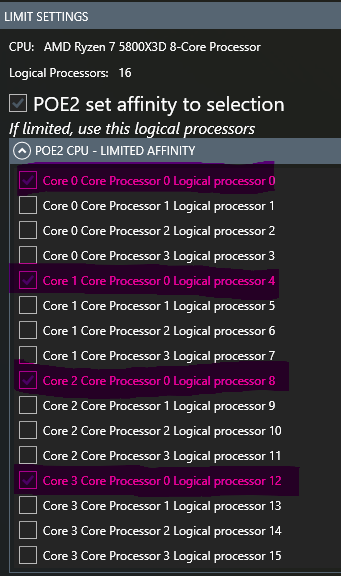 LIMIT SETTINGS
CPU: AMD Ryzen 7 5800X3D 8-Core Processor
Logical Processors: 16
POE2 set affinity to selection
If limited, use this logical processors
POE2 CPU - LIMITED AFFINITY
Core 0 Core Processor 0 Logical processor 0
Core 0 Core Processor 1 Logical processor 1
Core 0 Core Processor 2 Logical processor 2
Core 0 Core Processor 3 Logical processor 3
Core 1 Core Processor 0 Logical processor 4
Core 1 Core Processor 1 Logical processor 5
Core 1 Core Processor 2 Logical processor 6
Core 1 Core Processor 3 Logical processor 7
Core 2 Core Processor 0 Logical processor 8
Core 2 Core Processor 1 Logical processor 9
Core 2 Core Processor 2 Logical processor 10
Core 2 Core Processor 3 Logical processor 11
Core 3 Core Processor 0 Logical processor 12
Core 3 Core Processor 1 Logical processor 13
Core 3 Core Processor 2 Logical processor 14
Core 3 Core Processor 3 Logical processor 15